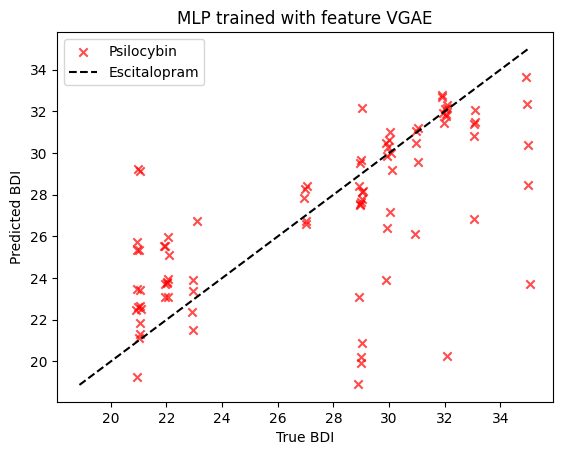 MLP trained with feature VGAE
Psilocybin
Escitalopram
Predicted BDI
34
32
30
28
26
24
22
20
20 22 24 26 28 30 32 34
True BDI